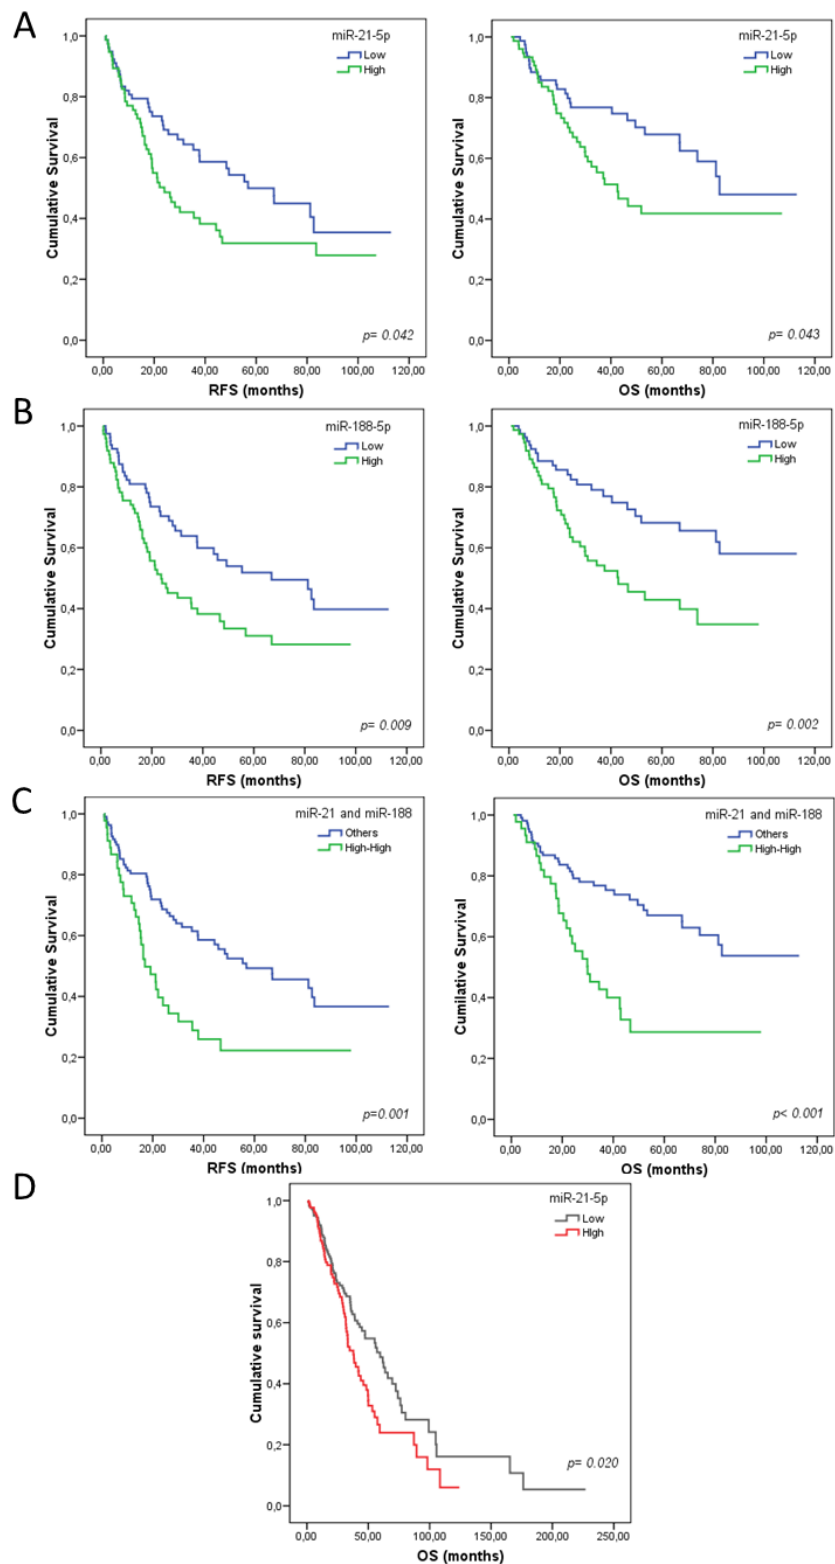 A
miR-21-5p
Low
High
Cumulative Survival
1,0
0,8
0,6
0,4
0,2
0,0
p= 0.042
0,00 20,00 40,00 60,00 80,00 100,00 120,00
RFS (months)
miR-21-5p
Low
High
Cumulative Survival
1,0
0,8
0,6
0,4
0,2
0,0
p= 0.043
0,00 20,00 40,00 60,00 80,00 100,00 120,00
OS (months)
B
miR-188-5p
Low
High
Cumulative Survival
1,0
0,8
0,6
0,4
0,2
0,0
p= 0.009
0,00 20,00 40,00 60,00 80,00 100,00 120,00
RFS (months)
miR-188-5p
Low
High
Cumulative Survival
1,0
0,8
0,6
0,4
0,2
0,0
p= 0.002
0,00 20,00 40,00 60,00 80,00 100,00 120,00
OS (months)
C
miR-21 and miR-188
Others
High-High
Cumulative Survival
1,0
0,8
0,6
0,4
0,2
0,0
p=0.001
0,00 20,00 40,00 60,00 80,00 100,00 120,00
RFS (months)
miR-21 and miR-188
Others
High-High
Cumilative Survival
1,0
0,8
0,6
0,4
0,2
0,0
p< 0.001
0,00 20,00 40,00 60,00 80,00 100,00 120,00
OS (months)
D
miR-21-5p
Low
High
Cumulative survival
1,0
0,8
0,6
0,4
0,2
0,0
p= 0.020
0,00 50,00 100,00 150,00 200,00 250,00
OS (months)